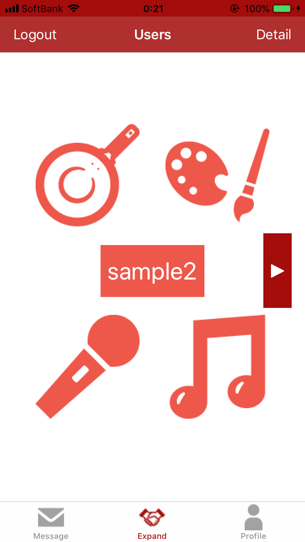 SoftBank 0:21 100%
Logout Users Detail
sample2
Message Expand Profile